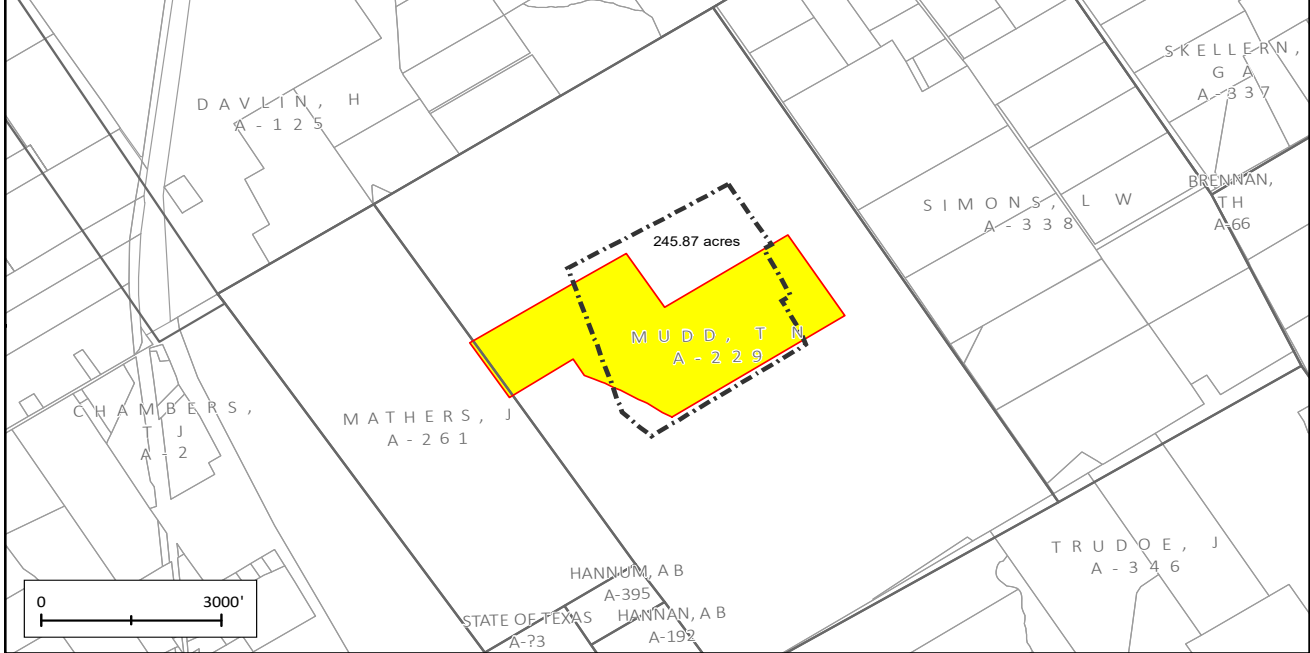 SKELLERN,
G A
A-337
DAVLIN, H
A-125
BRENNAN,
TH
A-66
SIMONS, L W
A-338
245.87 acres
MUDD, T N
A-229
CHAMBERS,
T J
A-2
MATHERS, J
A-261
TRUDOE, J
A-346
HANNUM, A B
A-395
STATE OF TEXAS
A-?3
HANNAN, A B
A-192
0 3000'